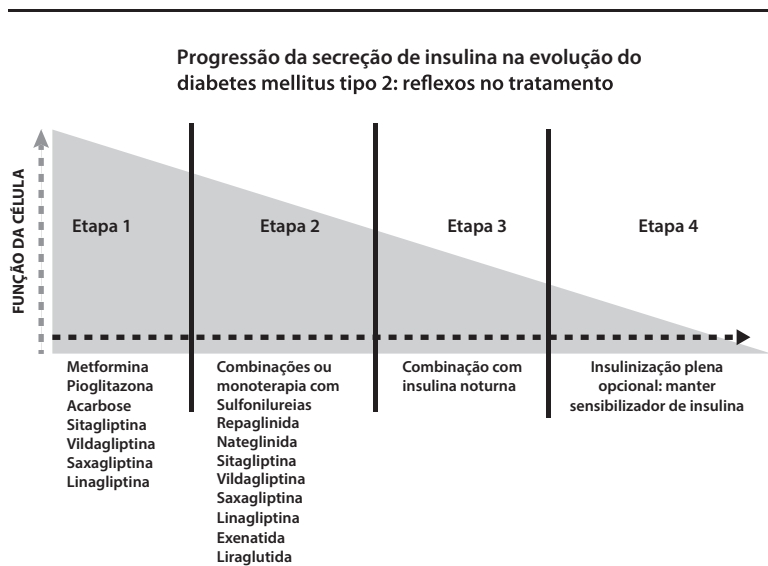 Progressão da secreção de insulina na evolução do
diabetes mellitus tipo 2: reflexos no tratamento
FUNÇÃO DA CÉLULA
Etapa 1
Etapa 2
Etapa 3
Etapa 4
Metformina
Pioglitazona
Acarbose
Sitagliptina
Vildagliptina
Saxagliptina
Linagliptina
Combinações ou
monoterapia com
Sulfonilureias
Repaglinida
Nateglinida
Sitagliptina
Vildagliptina
Saxagliptina
Linagliptina
Exenatida
Liraglutida
Combinação com
insulina noturna
Insulinização plena
opcional: manter
sensibilizador de insulina